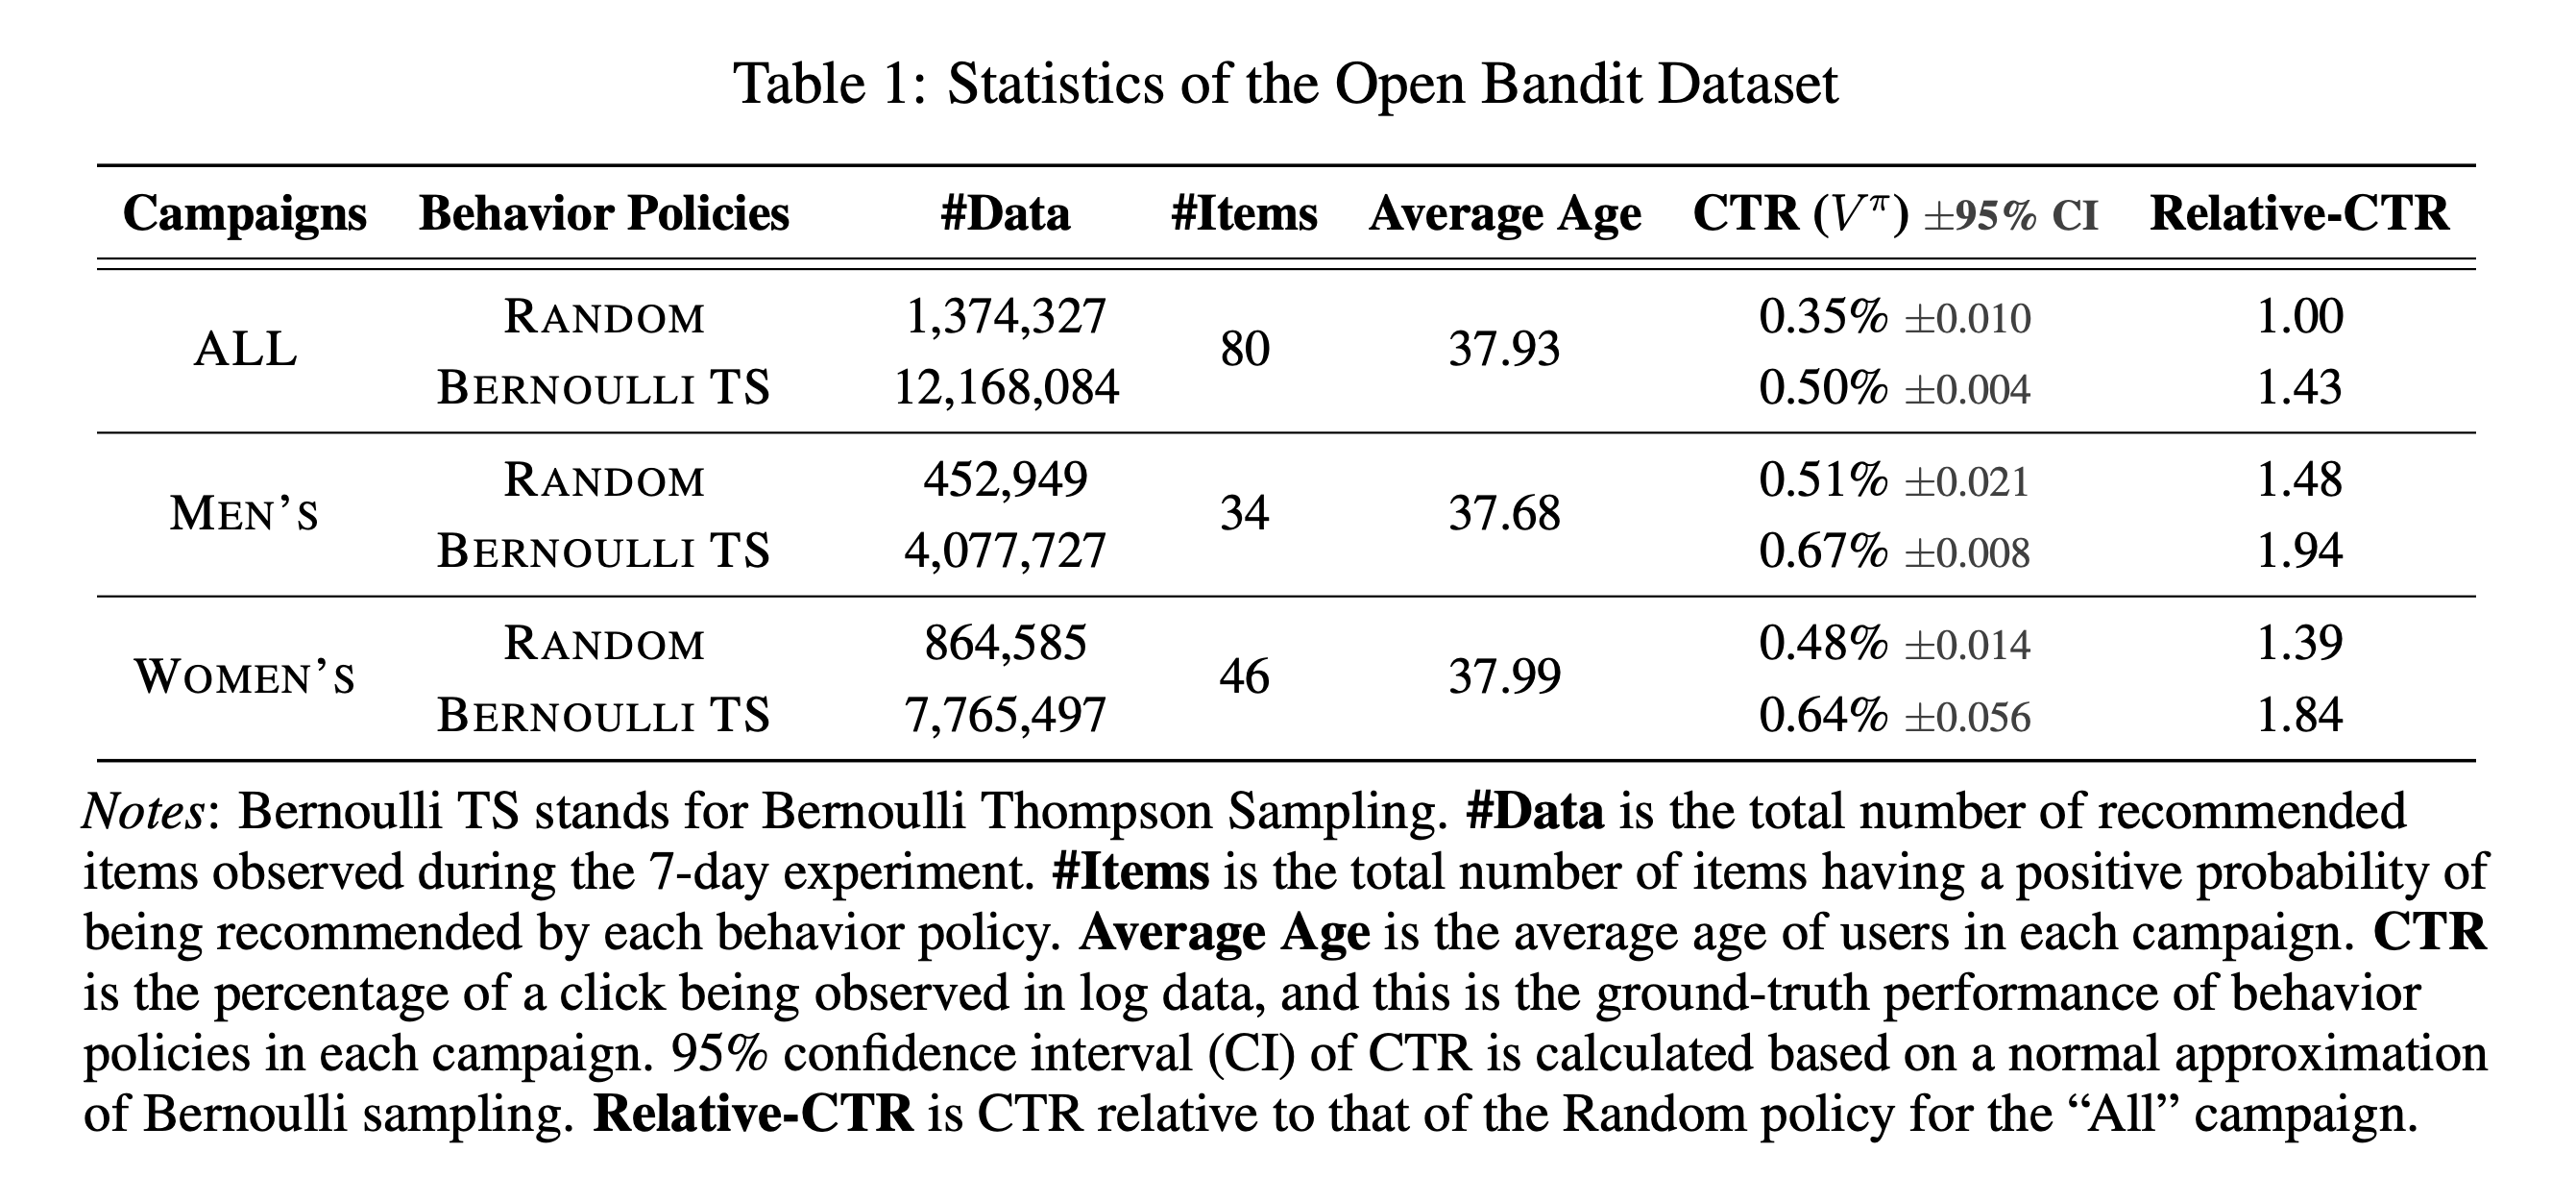 Table 1: Statistics of the Open Bandit Dataset
Campaigns Behavior Policies #Data #Items Average Age CTR (V^π) ±95% CI Relative-CTR
ALL RANDOM 1,374,327 80 37.93 0.35% ±0.010 1.00
BERNOULLI TS 12,168,084 0.50% ±0.004 1.43
MEN'S RANDOM 452,949 34 37.68 0.51% ±0.021 1.48
BERNOULLI TS 4,077,727 0.67% ±0.008 1.94
WOMEN'S RANDOM 864,585 46 37.99 0.48% ±0.014 1.39
BERNOULLI TS 7,765,497 0.64% ±0.056 1.84
Notes: Bernoulli TS stands for Bernoulli Thompson Sampling. #Data is the total number of recommended
items observed during the 7-day experiment. #Items is the total number of items having a positive probability of
being recommended by each behavior policy. Average Age is the average age of users in each campaign. CTR
is the percentage of a click being observed in log data, and this is the ground-truth performance of behavior
policies in each campaign. 95% confidence interval (CI) of CTR is calculated based on a normal approximation
of Bernoulli sampling. Relative-CTR is CTR relative to that of the Random policy for the “All” campaign.